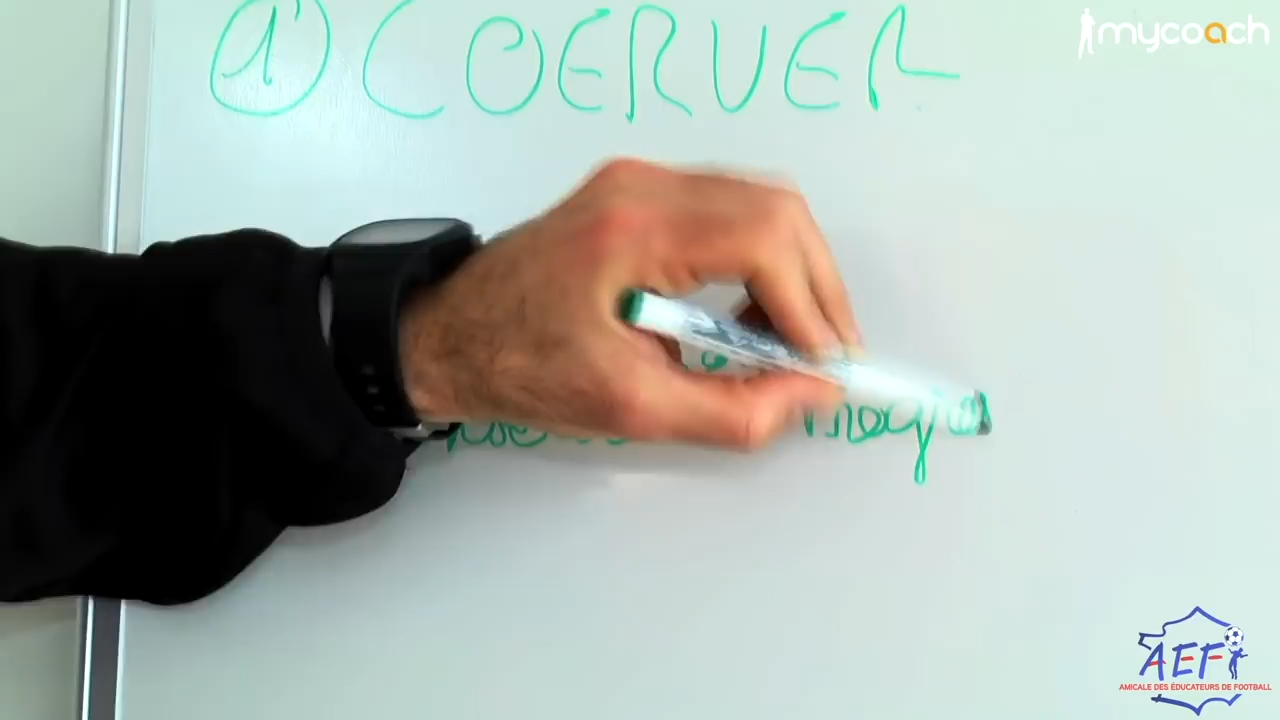 mycoach
① COERVER
AEF
AMICALE DES ÉDUCATEURS DE FOOTBALL